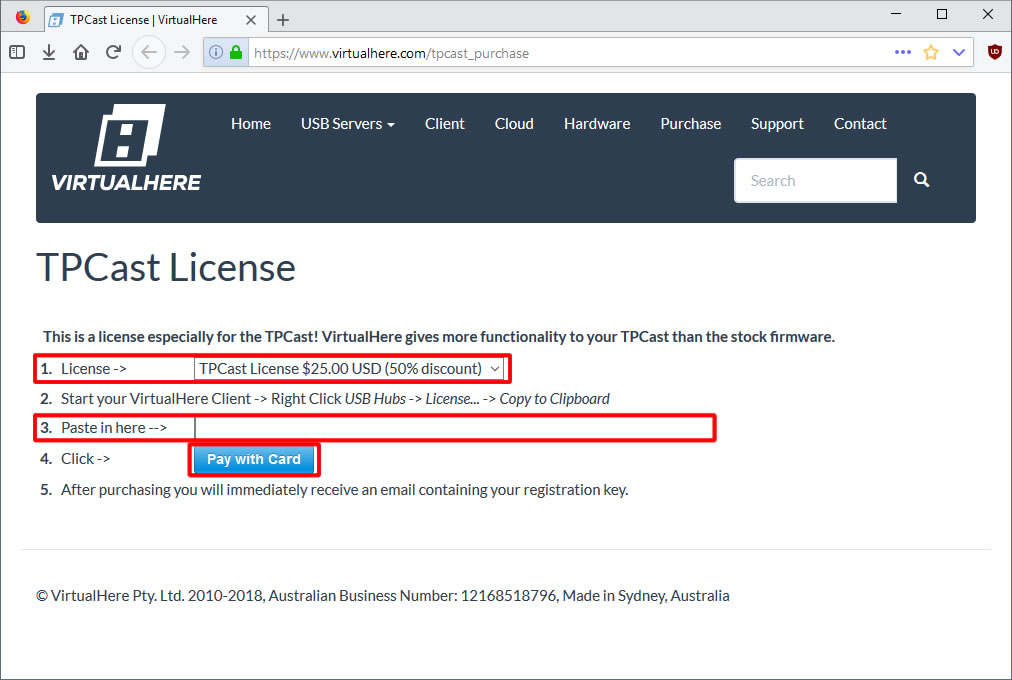 TPCast License | VirtualHere
https://www.virtualhere.com/tpcast_purchase
VIRTUALHERE
Home USB Servers Client Cloud Hardware Purchase Support Contact
Search
TPCast License
This is a license especially for the TPCast! VirtualHere gives more functionality to your TPCast than the stock firmware.
1. License -> TPCast License $25.00 USD (50% discount)
2. Start your VirtualHere Client -> Right Click USB Hubs -> License... -> Copy to Clipboard
3. Paste in here -->
4. Click -> Pay with Card
5. After purchasing you will immediately receive an email containing your registration key.
© VirtualHere Pty. Ltd. 2010-2018, Australian Business Number: 12168518796, Made in Sydney, Australia